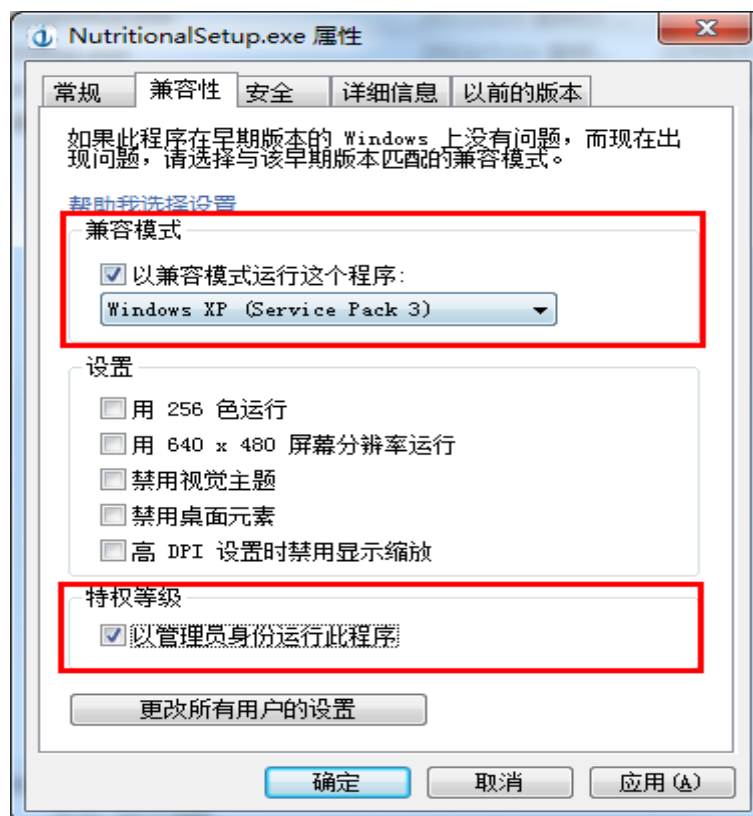 NutritionalSetup.exe 属性
常规 兼容性 安全 详细信息 以前的版本
如果此程序在早期版本的 Windows 上没有问题，而现在出
现问题，请选择与该早期版本匹配的兼容模式。
帮助我选择设置
兼容模式
以兼容模式运行这个程序:
Windows XP (Service Pack 3)
设置
用 256 色运行
用 640 x 480 屏幕分辨率运行
禁用视觉主题
禁用桌面元素
高 DPI 设置时禁用显示缩放
特权等级
以管理员身份运行此程序
更改所有用户的设置
确定 取消 应用(A)